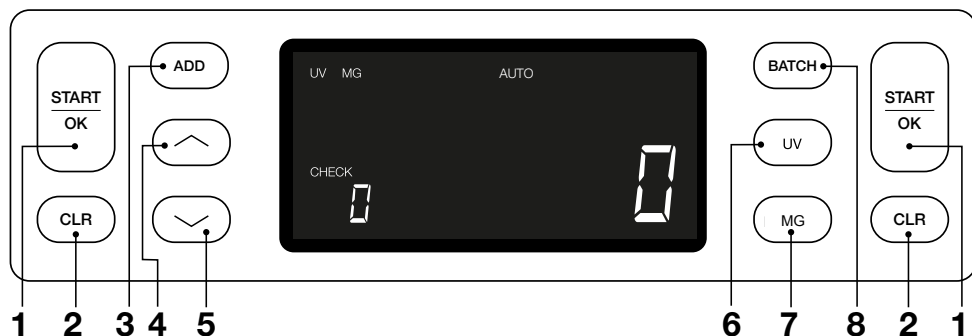 START
OK
CLR
ADD
UV MG AUTO
CHECK
0 0
BATCH
UV
MG
START
OK
CLR
1 2 3 4 5 6 7 8 2 1